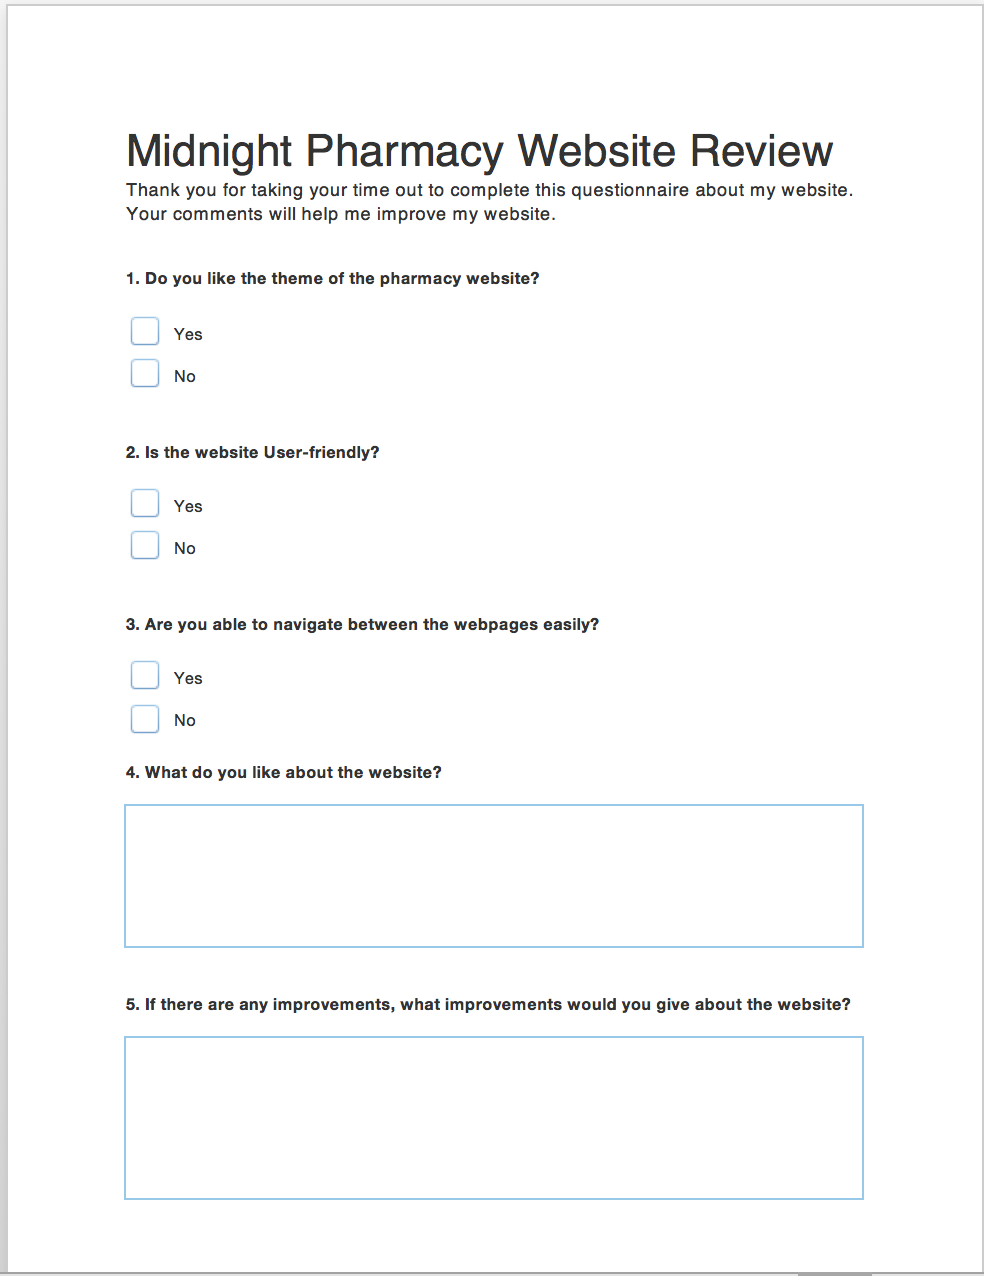 Midnight Pharmacy Website Review
Thank you for taking your time out to complete this questionnaire about my website.
Your comments will help me improve my website.
1. Do you like the theme of the pharmacy website?
Yes
No
2. Is the website User-friendly?
Yes
No
3. Are you able to navigate between the webpages easily?
Yes
No
4. What do you like about the website?
5. If there are any improvements, what improvements would you give about the website?